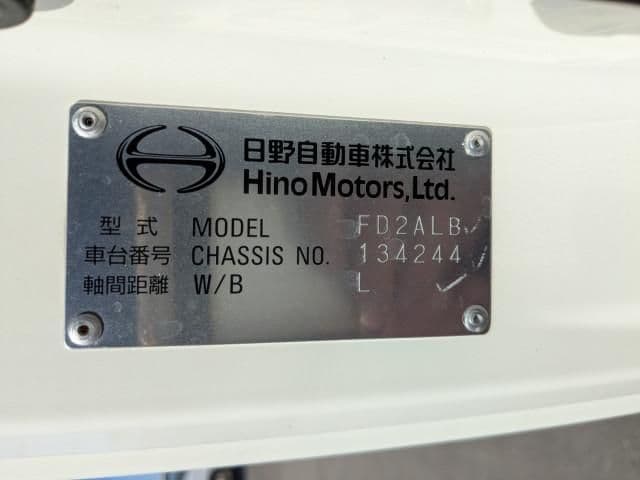 日野自動車株式会社
Hino Motors, Ltd.
型式 MODEL FD2ALB
車台番号 CHASSIS NO. 134244
軸間距離 W/B L